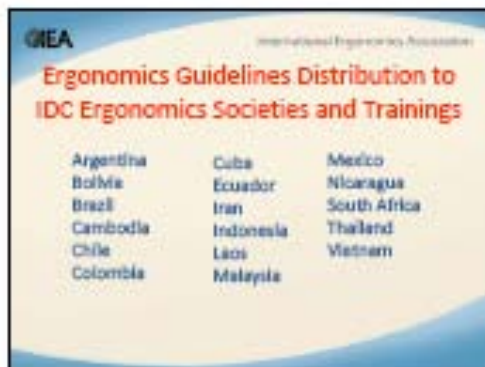 IEA
International Ergonomics Association
Ergonomics Guidelines Distribution to
IDC Ergonomics Societies and Trainings
Argentina
Bolivia
Brazil
Cambodia
Chile
Colombia
Cuba
Ecuador
Iran
Indonesia
Laos
Malaysia
Mexico
Nicaragua
South Africa
Thailand
Vietnam